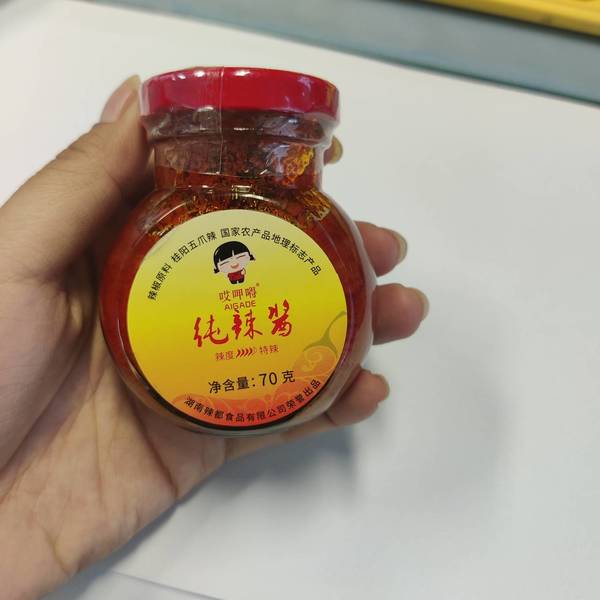 辣椒原料 桂阳五爪辣 国家农产品地理标志产品
哎呷嘚®
AIGADE
纯辣酱
辣度 特辣
净含量：70 克
湖南辣都食品有限公司荣誉出品